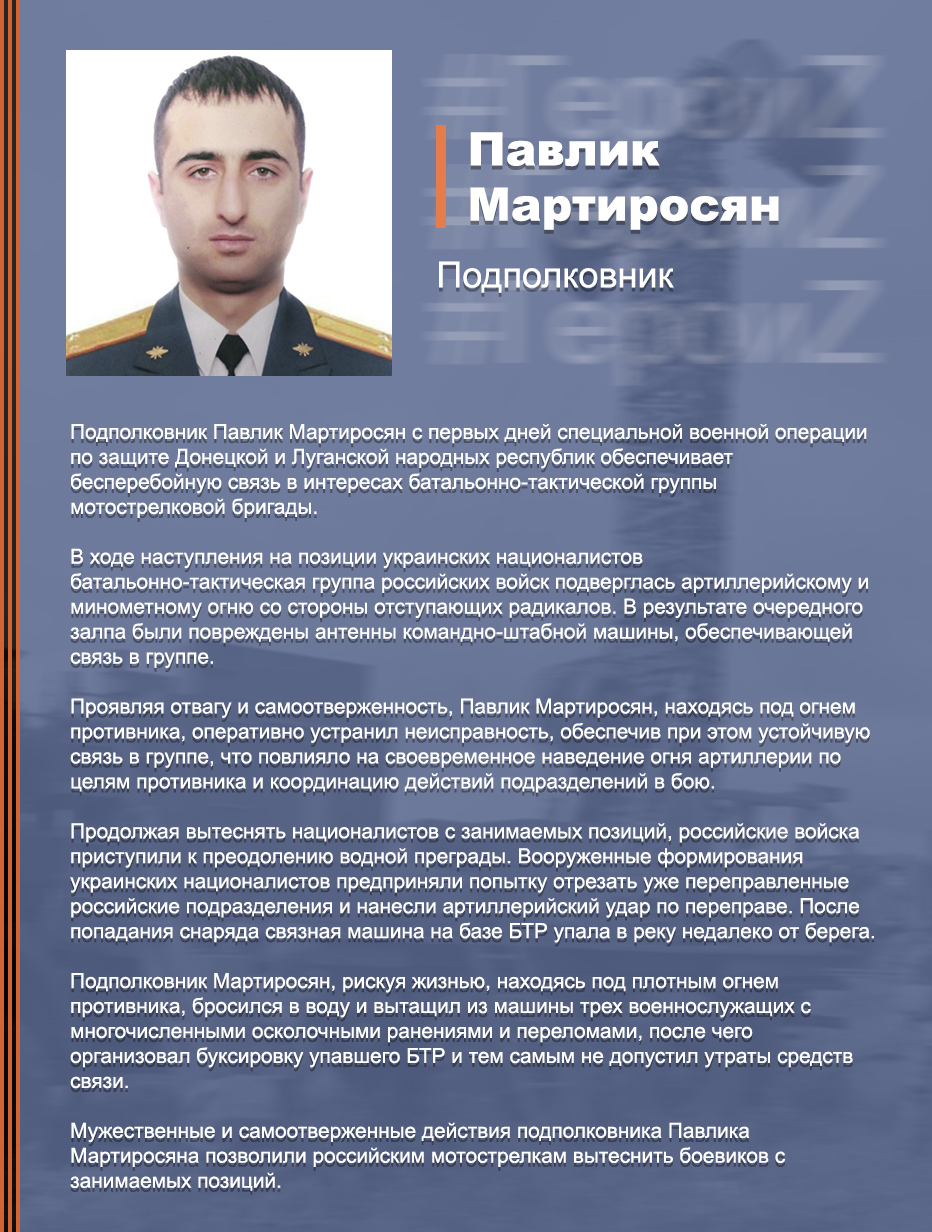 #ГероиZ
Павлик
#ГероиZ
Мартиросян
Подполковник
#ГероиZ
Подполковник Павлик Мартиросян с первых дней специальной военной операции
по защите Донецкой и Луганской народных республик обеспечивает
бесперебойную связь в интересах батальонно-тактической группы
мотострелковой бригады.
В ходе наступления на позиции украинских националистов
батальонно-тактическая группа российских войск подверглась артиллерийскому и
минометному огню со стороны отступающих радикалов. В результате очередного
залпа были повреждены антенны командно-штабной машины, обеспечивающей
связь в группе.
Проявляя отвагу и самоотверженность, Павлик Мартиросян, находясь под огнем
противника, оперативно устранил неисправность, обеспечив при этом устойчивую
связь в группе, что повлияло на своевременное наведение огня артиллерии по
целям противника и координацию действий подразделений в бою.
Продолжая вытеснять националистов с занимаемых позиций, российские войска
приступили к преодолению водной преграды. Вооруженные формирования
украинских националистов предприняли попытку отрезать уже переправленные
российские подразделения и нанесли артиллерийский удар по переправе. После
попадания снаряда связная машина на базе БТР упала в реку недалеко от берега.
Подполковник Мартиросян, рискуя жизнью, находясь под плотным огнем
противника, бросился в воду и вытащил из машины трех военнослужащих с
многочисленными осколочными ранениями и переломами, после чего
организовал буксировку упавшего БТР и тем самым не допустил утраты средств
связи.
Мужественные и самоотверженные действия подполковника Павлика
Мартиросяна позволили российским мотострелкам вытеснить боевиков с
занимаемых позиций.